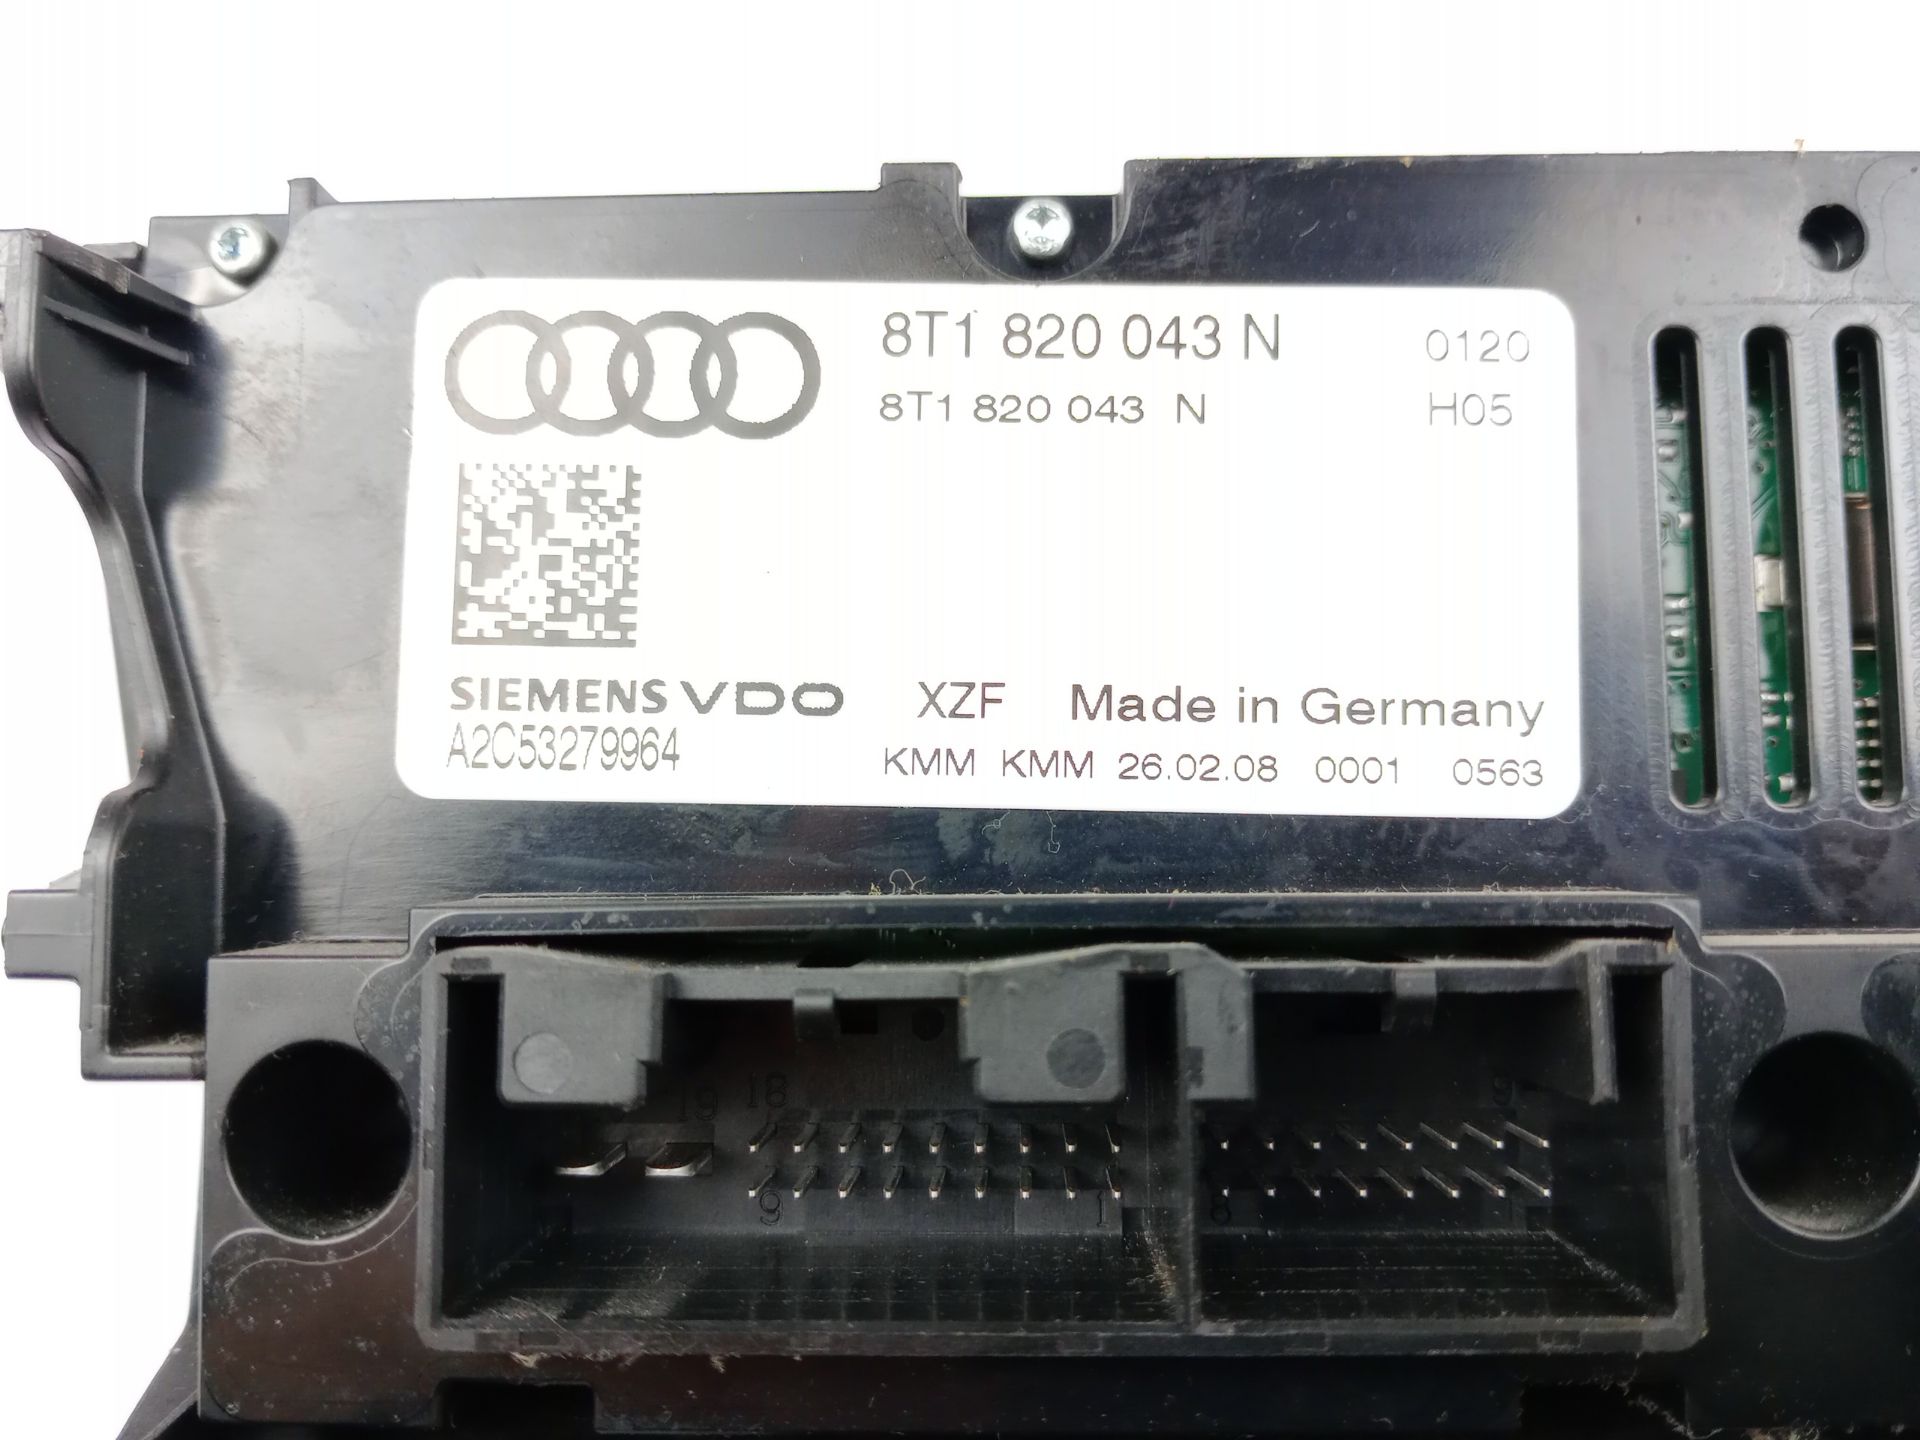 8T1 820 043 N 0120
8T1 820 043 N H05
SIEMENS VDO XZF Made in Germany
A2C53279964 KMM KMM 26.02.08 0001 0563
19 18 9
9 1 8 1